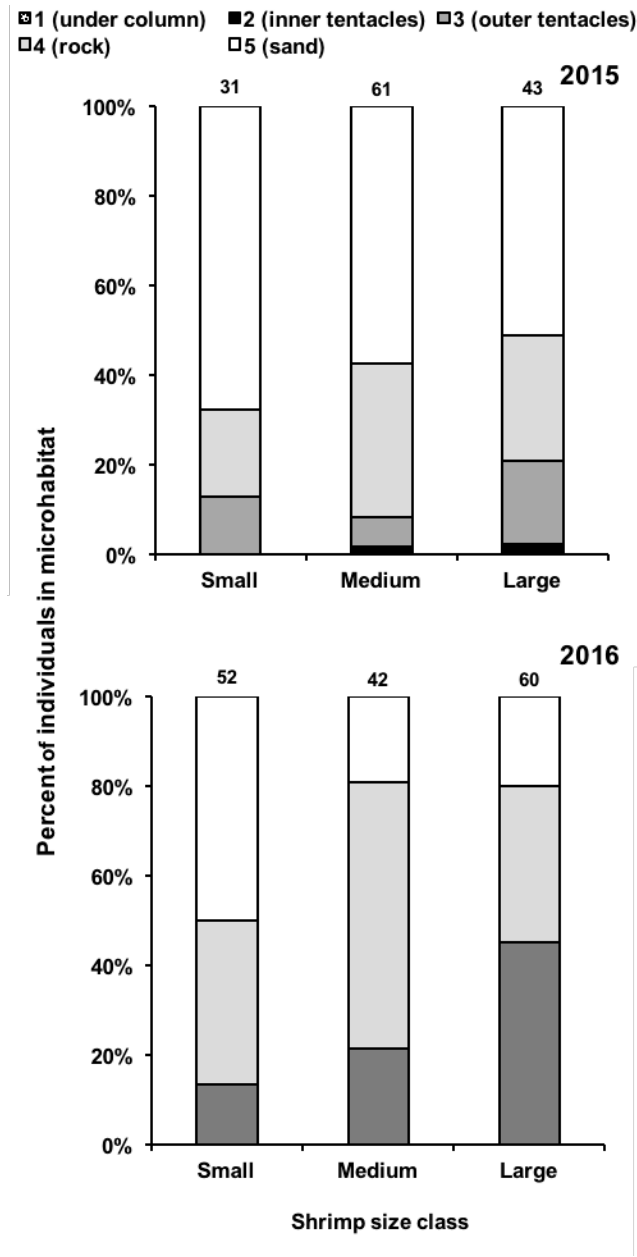 1 (under column) 2 (inner tentacles) 3 (outer tentacles)
4 (rock) 5 (sand)
2015
31 61 43
100%
80%
60%
40%
20%
0%
Small Medium Large
Percent of individuals in microhabitat
2016
52 42 60
100%
80%
60%
40%
20%
0%
Small Medium Large
Shrimp size class